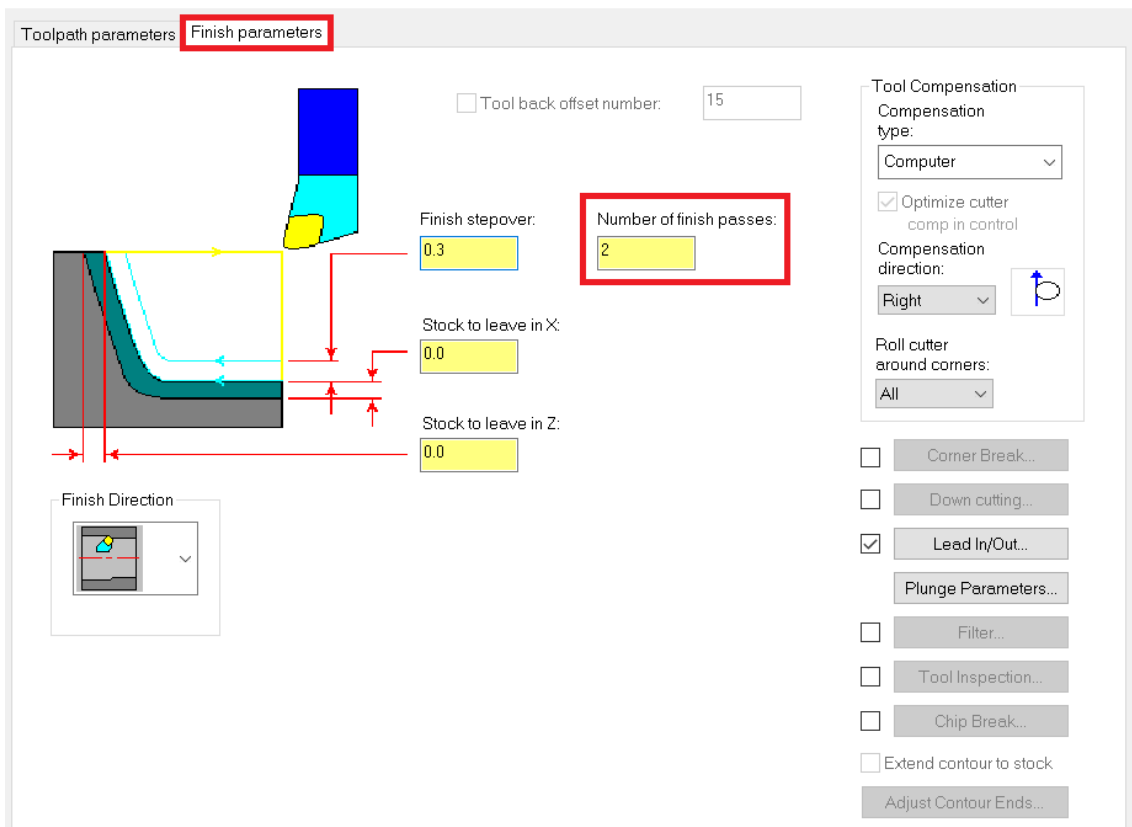 Toolpath parameters
Finish parameters
Tool back offset number:
15
Finish stepover:
0.3
Number of finish passes:
2
Stock to leave in X:
0.0
Stock to leave in Z:
0.0
Finish Direction
Tool Compensation
Compensation
type:
Computer
Optimize cutter
comp in control
Compensation
direction:
Right
Roll cutter
around corners:
All
Corner Break...
Down cutting...
Lead In/Out...
Plunge Parameters...
Filter...
Tool Inspection...
Chip Break...
Extend contour to stock
Adjust Contour Ends...